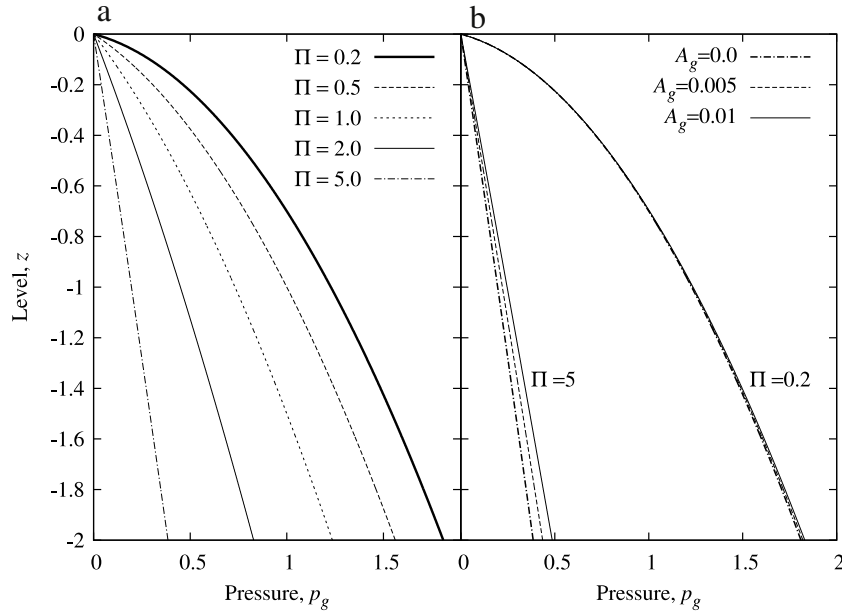 a
b
0
-0.2
-0.4
-0.6
-0.8
-1
-1.2
-1.4
-1.6
-1.8
-2
Level, z
Π = 0.2
Π = 0.5
Π = 1.0
Π = 2.0
Π = 5.0
A_g=0.0
A_g=0.005
A_g=0.01
Π =5
Π =0.2
0 0.5 1 1.5 0 0.5 1 1.5 2
Pressure, p_g Pressure, p_g